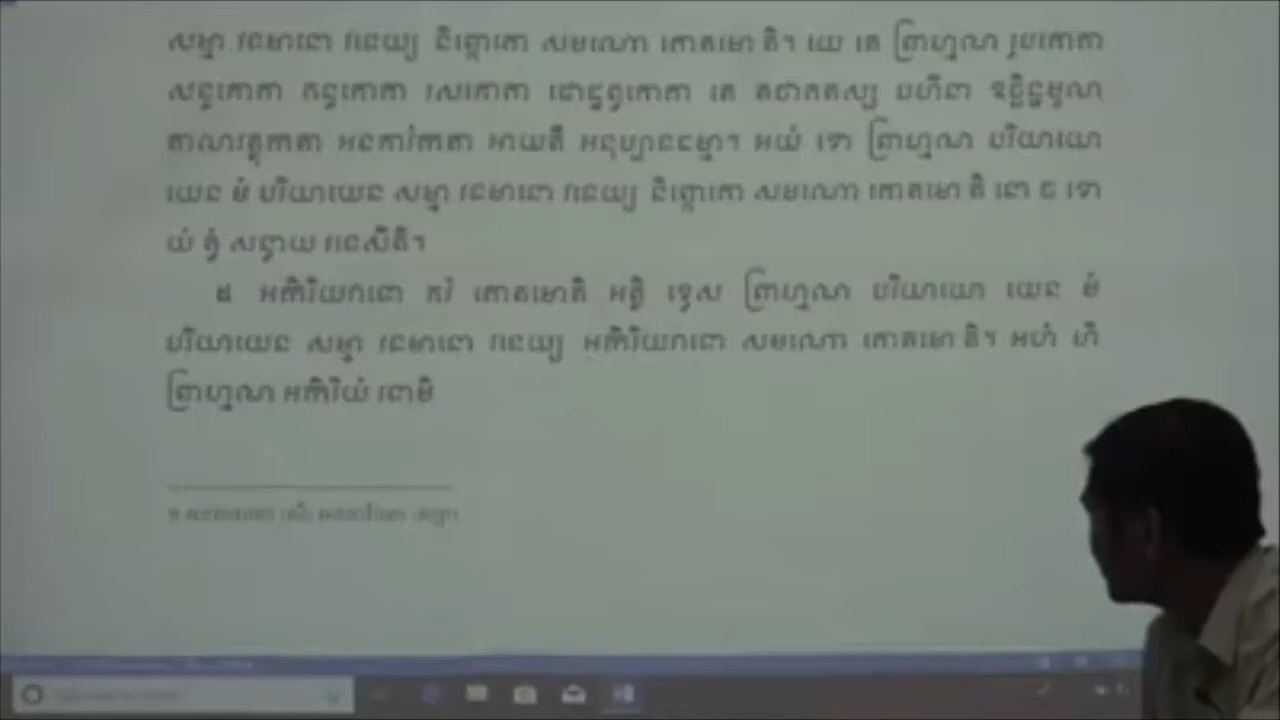 សម្មា វទមានោ វទេយ្យ និព្ភោគោ សមណោ គោតមោ តិ។ យេ តេ ព្រាហ្មណ រូបភោគា
សទ្ទភោគា គន្ធភោគា រសភោគា ផោដ្ឋព្វភោគា តេ តថាគតស្ស បហីនា ឧច្ឆិន្នមូលា
តាលាវត្ថុកតា អនភាវំកតា អាយតឹ អនុប្បាទធម្មា។ អយំ ខោ ព្រាហ្មណ បរិយាយោ
យេន មំ បរិយាយេន សម្មា វទមានោ វទេយ្យ និព្ភោគោ សមណោ គោតមោ តិ នោ ច ខោ
យំ ត្វំ សន្ធាយ វទេសីតិ។
៨ អកិរិយវាទោ ភវំ គោតមោតិ អត្ថិ ខ្វេស ព្រាហ្មណ បរិយាយោ យេន មំ
បរិយាយេន សម្មា វទមានោ វទេយ្យ អកិរិយវាទោ សមណោ គោតមោ តិ។ អហំ ហិ
ព្រាហ្មណ អកិរិយំ វទាមិ